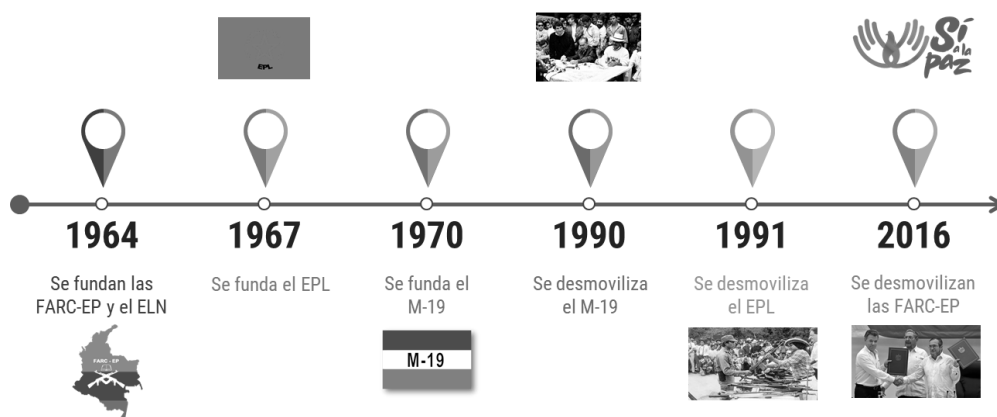 EPL
Sí
a la
paz
1964
Se fundan las
FARC-EP y el ELN
FARC - EP
1967
Se funda el EPL
1970
Se funda el
M-19
M-19
1990
Se desmoviliza
el M-19
1991
Se desmoviliza
el EPL
2016
Se desmovilizan
las FARC-EP